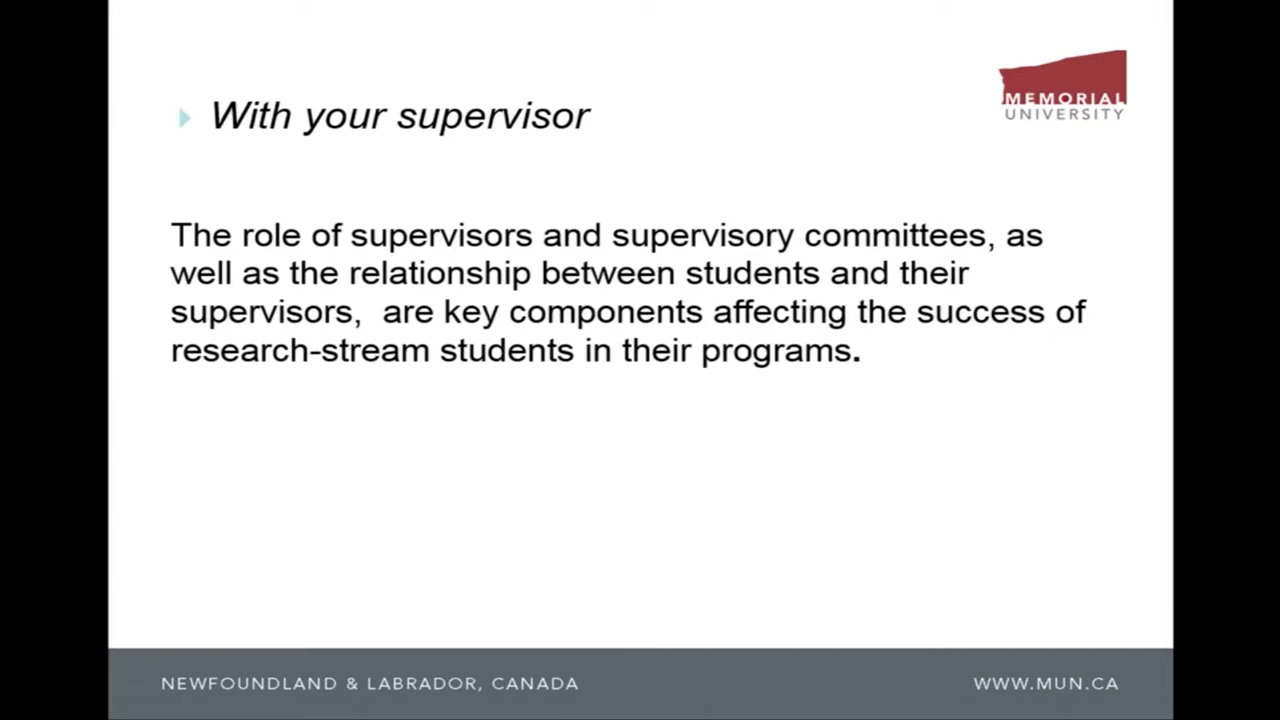 MEMORIAL
UNIVERSITY
With your supervisor
The role of supervisors and supervisory committees, as
well as the relationship between students and their
supervisors,  are key components affecting the success of
research-stream students in their programs.
NEWFOUNDLAND & LABRADOR, CANADA
WWW.MUN.CA